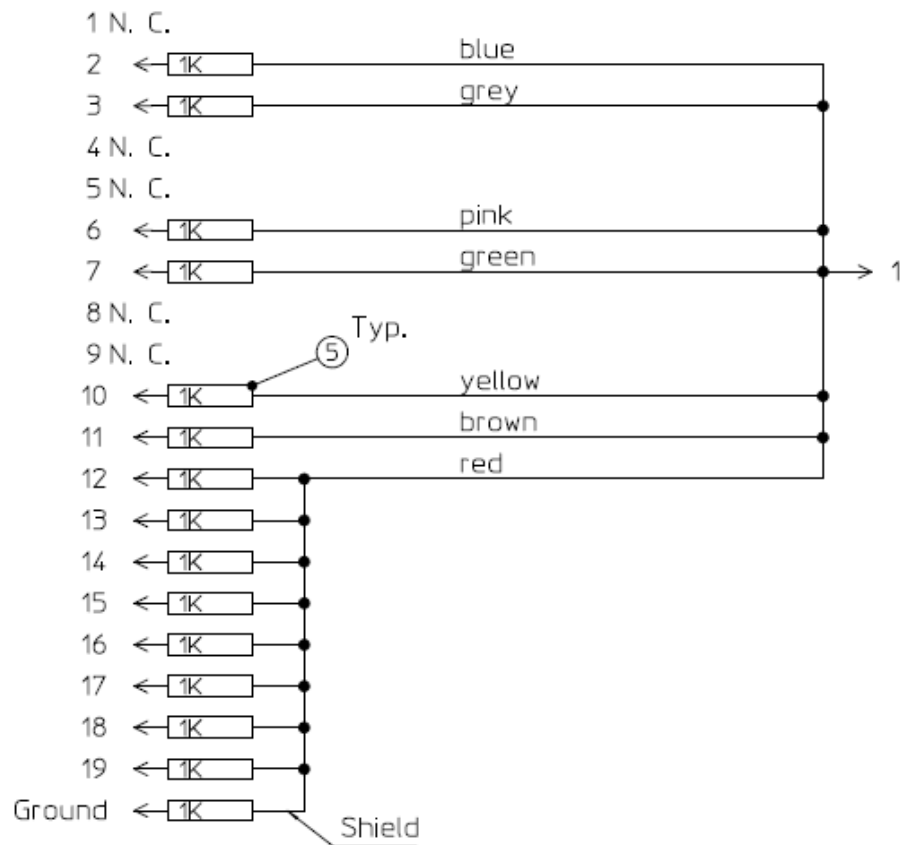 1 N. C.
2 1K blue
3 1K grey
4 N. C.
5 N. C.
6 1K pink
7 1K green 1
8 N. C.
Typ.
9 N. C. 5
10 1K yellow
11 1K brown
12 1K red
13 1K
14 1K
15 1K
16 1K
17 1K
18 1K
19 1K
Ground 1K
Shield